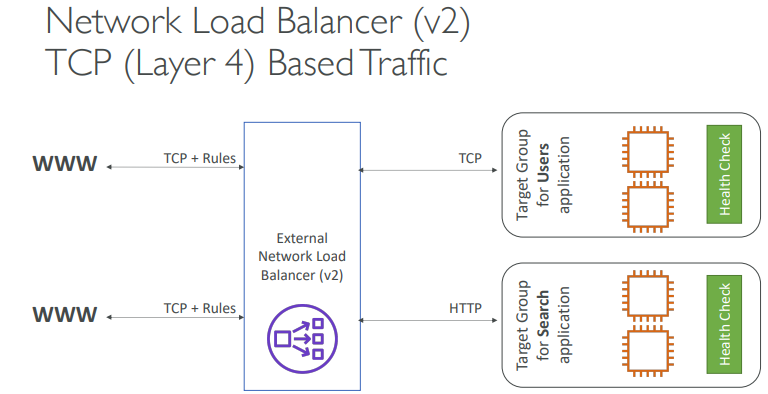 Network Load Balancer (v2)
TCP (Layer 4) Based Traffic
WWW
TCP + Rules
External
Network Load
Balancer (v2)
TCP
Target Group
for Users
application
Health Check
WWW
TCP + Rules
HTTP
Target Group
for Search
application
Health Check